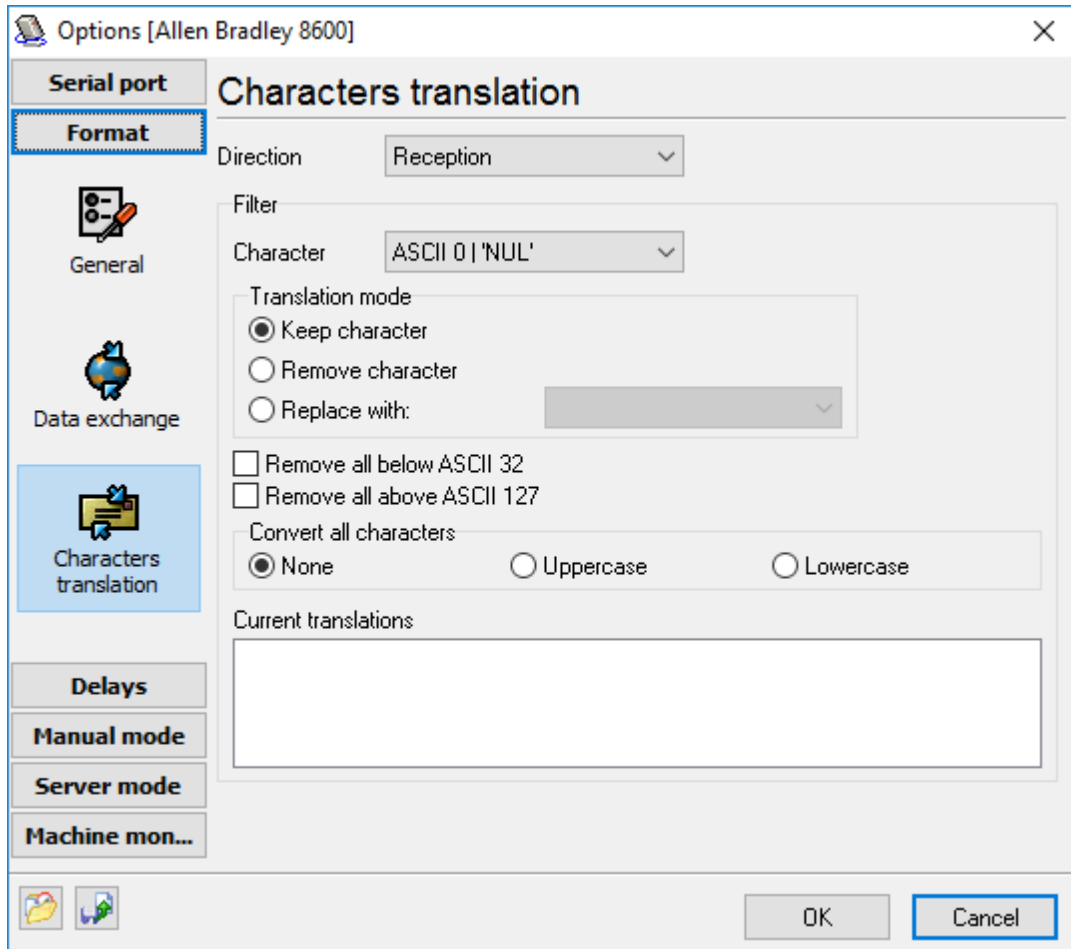 Options [Allen Bradley 8600]
Serial port
Format
General
Data exchange
Characters
translation
Delays
Manual mode
Server mode
Machine mon...
Characters translation
Direction Reception
Filter
Character ASCII 0 | 'NUL'
Translation mode
Keep character
Remove character
Replace with:
Remove all below ASCII 32
Remove all above ASCII 127
Convert all characters
None Uppercase Lowercase
Current translations
OK Cancel